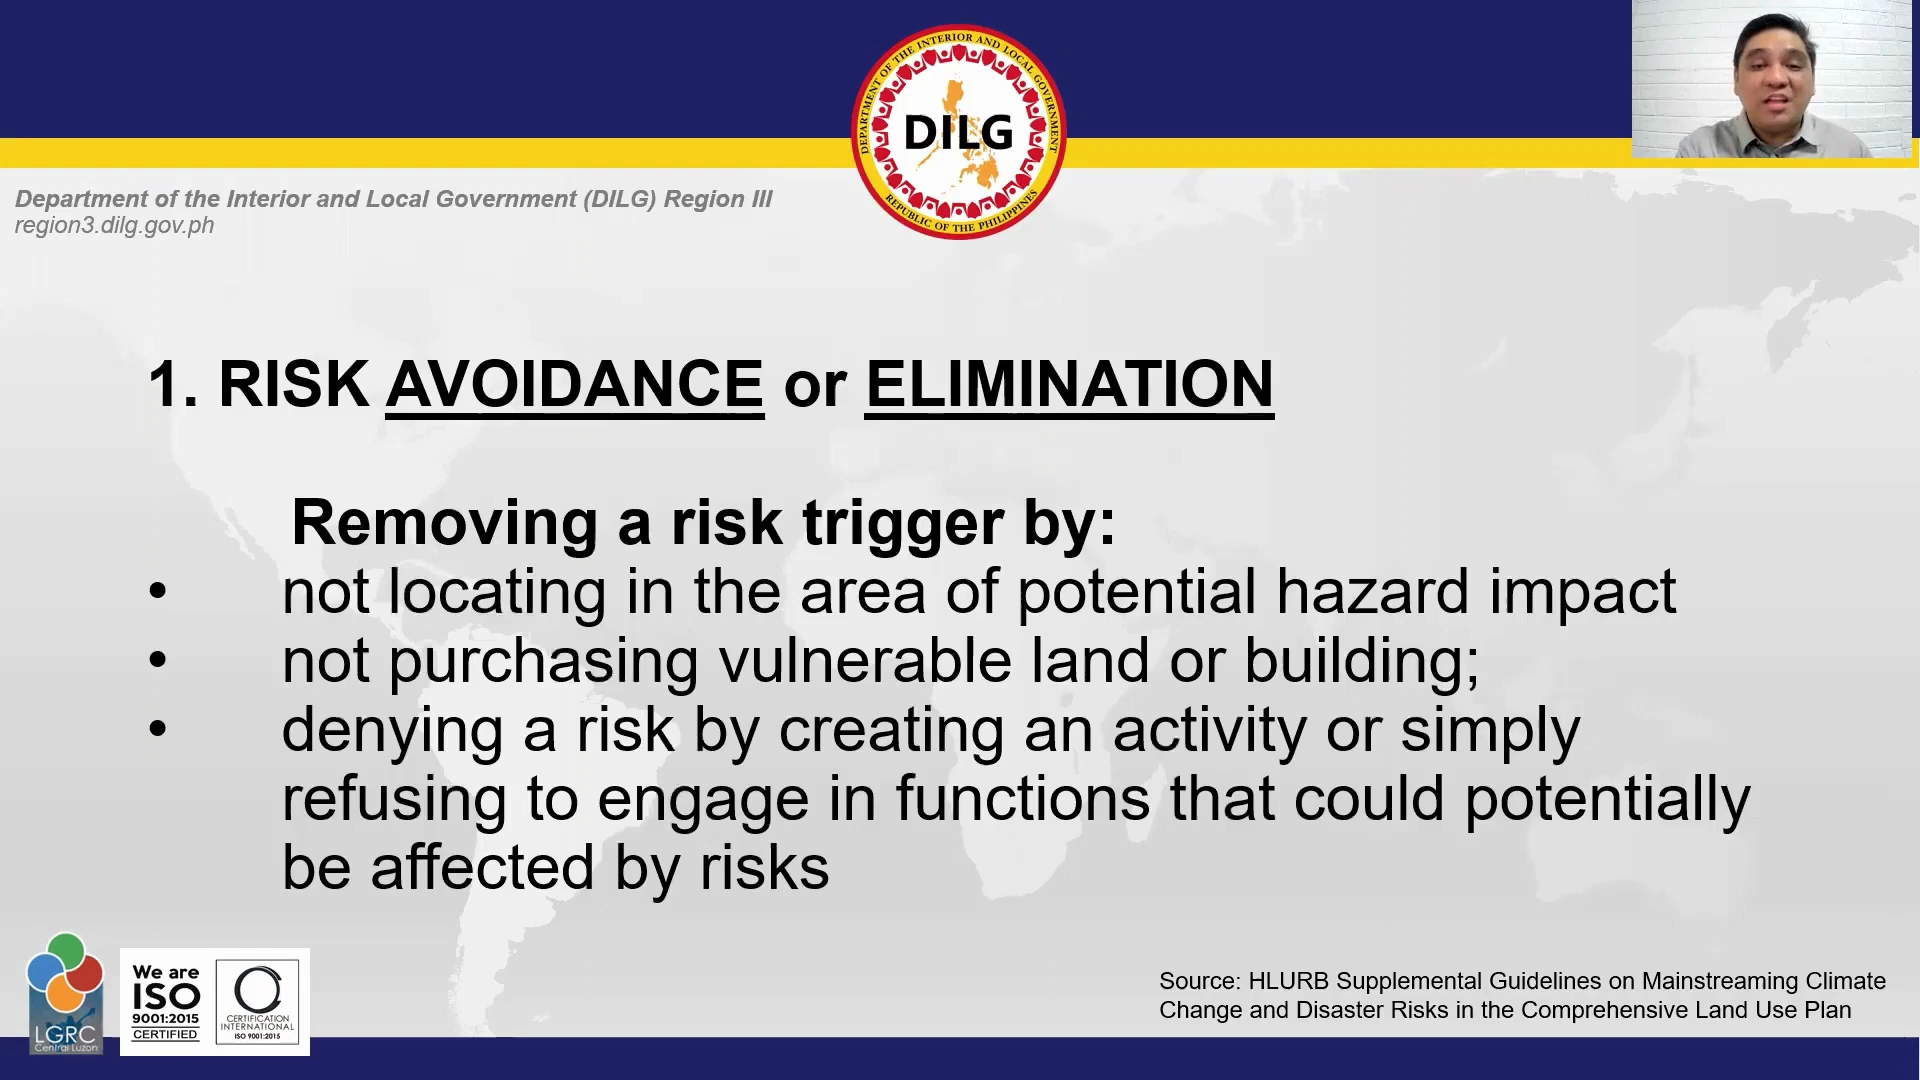 DEPARTMENT OF THE INTERIOR AND LOCAL GOVERNMENT
DILG
REPUBLIC OF THE PHILIPPINES
Department of the Interior and Local Government (DILG) Region III
region3.dilg.gov.ph
1. RISK AVOIDANCE or ELIMINATION
Removing a risk trigger by:
• not locating in the area of potential hazard impact
• not purchasing vulnerable land or building;
• denying a risk by creating an activity or simply
refusing to engage in functions that could potentially
be affected by risks
LGRC
Central Luzon
We are
ISO
9001:2015
CERTIFIED
CERTIFICATION
INTERNATIONAL
ISO 9001:2015
Source: HLURB Supplemental Guidelines on Mainstreaming Climate
Change and Disaster Risks in the Comprehensive Land Use Plan